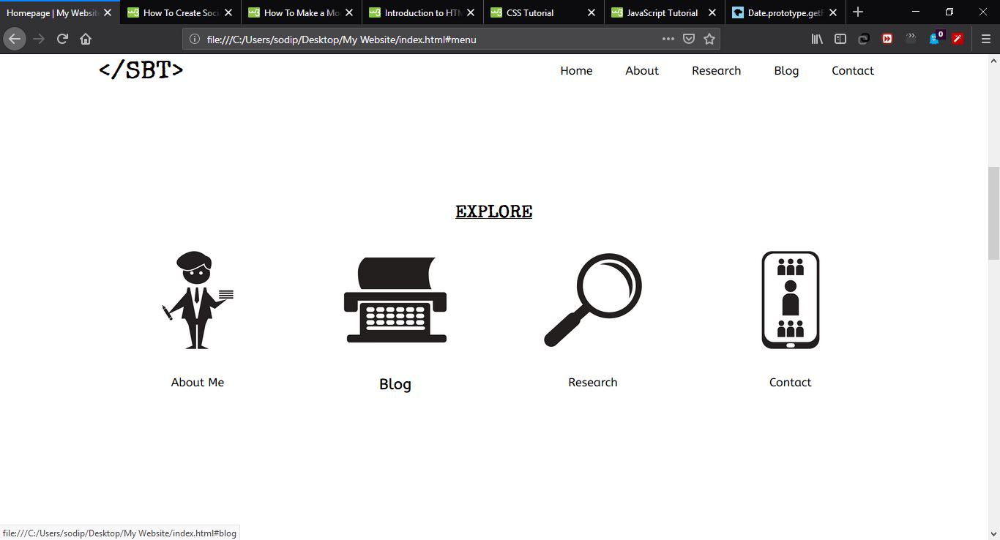 Homepage | My Websit
How To Create Soci
How To Make a Mo
Introduction to HTM
CSS Tutorial
JavaScript Tutorial
Date.prototype.getF
file:///C:/Users/sodip/Desktop/My Website/index.html#menu
0
</SBT>
Home About Research Blog Contact
EXPLORE
About Me Blog Research Contact
file:///C:/Users/sodip/Desktop/My Website/index.html#blog